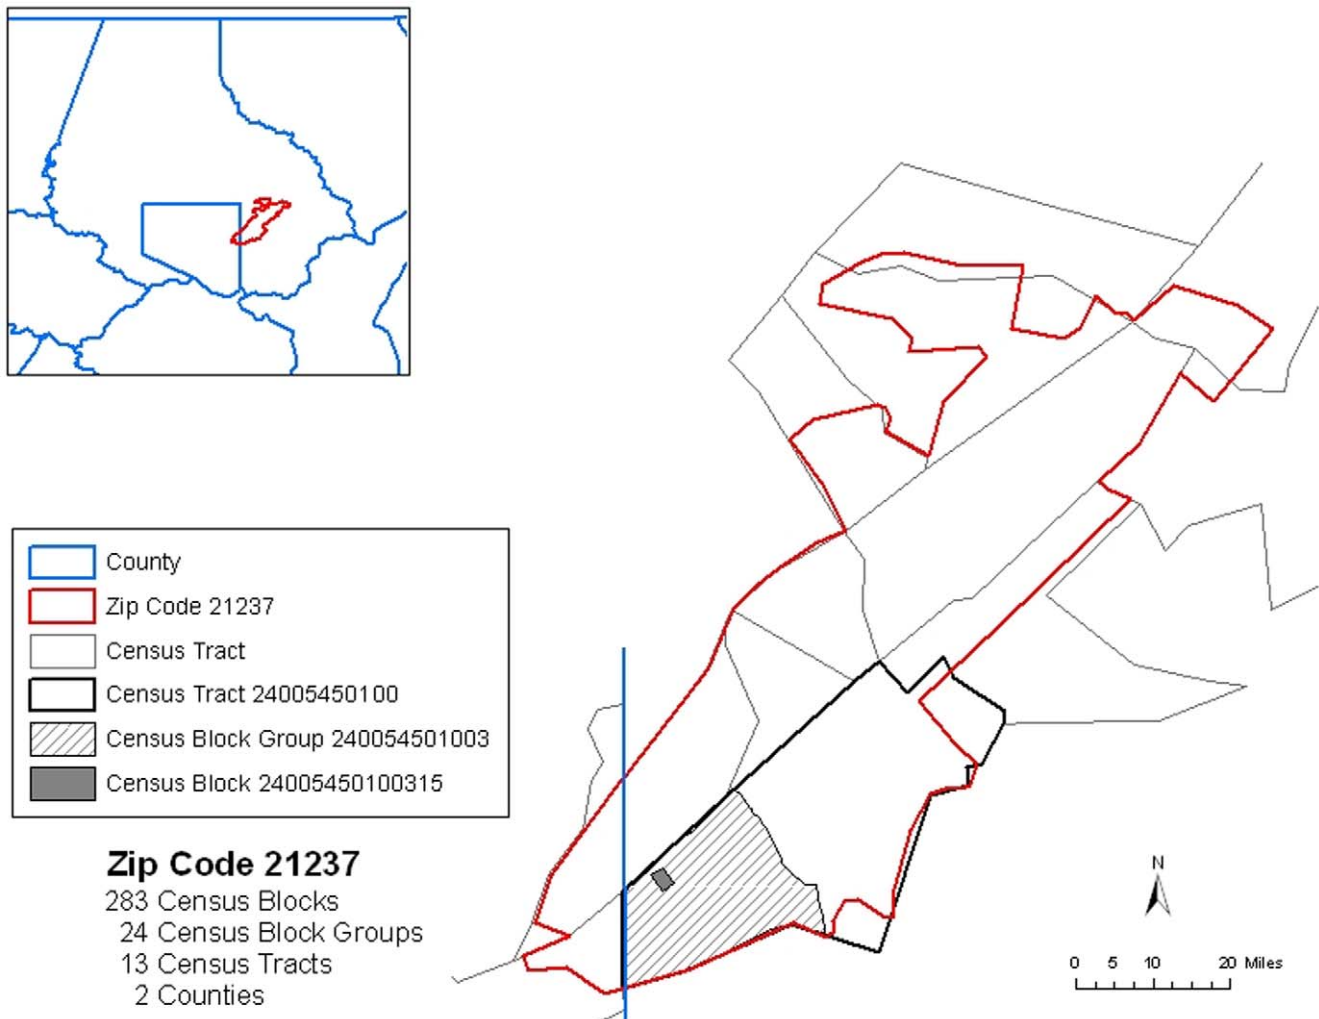 County
Zip Code 21237
Census Tract
Census Tract 24005450100
Census Block Group 240054501003
Census Block 24005450100315
Zip Code 21237
283 Census Blocks
24 Census Block Groups
13 Census Tracts
2 Counties
N
0 5 10 20 Miles